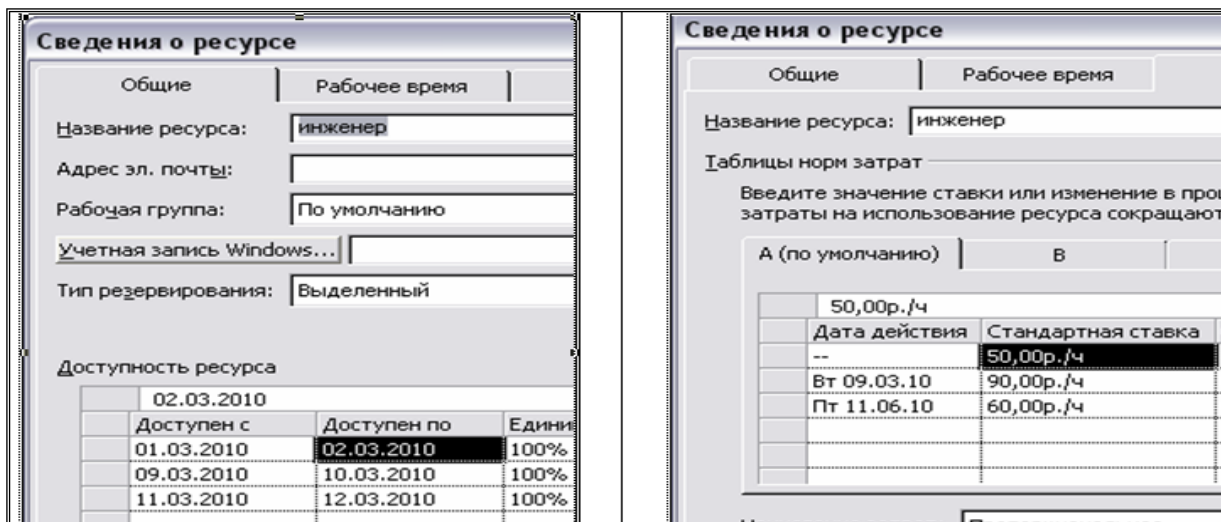 Сведения о ресурсе
Общие Рабочее время
Название ресурса: инженер
Адрес эл. почты:
Рабочая группа: По умолчанию
Учетная запись Windows...
Тип резервирования: Выделенный
Доступность ресурса
02.03.2010
Доступен с Доступен по
01.03.2010 02.03.2010 100%
09.03.2010 10.03.2010 100%
11.03.2010 12.03.2010 100%
Сведения о ресурсе
Общие Рабочее время
Название ресурса: инженер
Таблицы норм затрат
Введите значение ставки или изменение в
затраты на использование ресурса сокращают
А (по умолчанию) B
50,00р./ч
Дата действия Стандартная ставка
-- 50,00р./ч
Вт 09.03.10 90,00р./ч
Пт 11.06.10 60,00р./ч